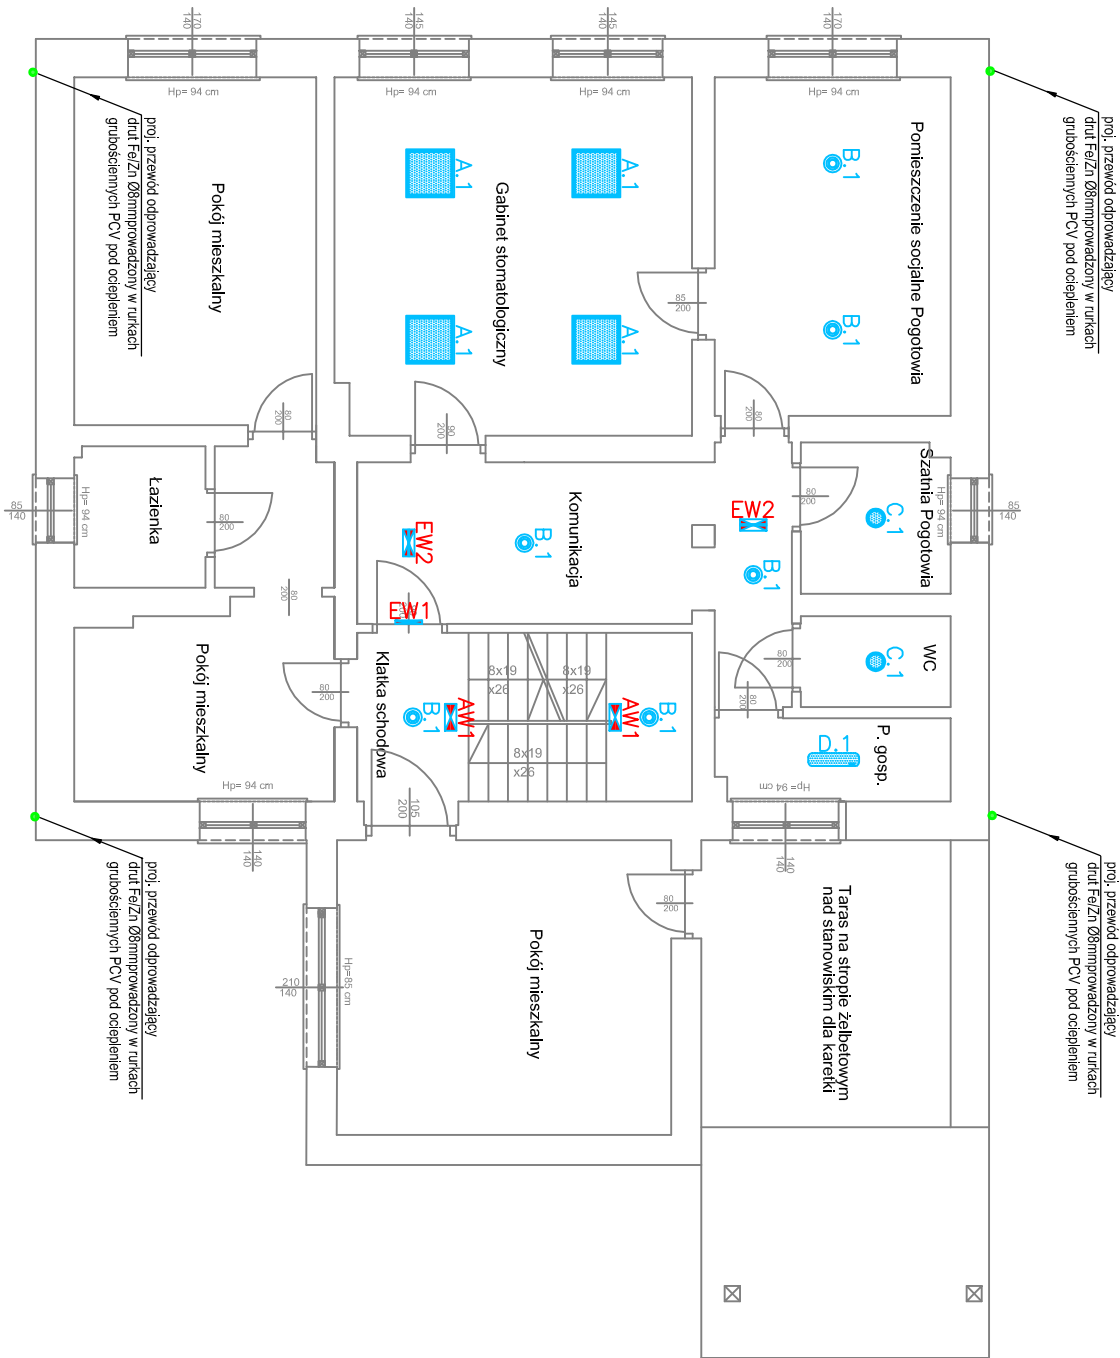 170
140
145
140
145
140
170
140
Hp= 94 cm
Hp= 94 cm
Hp= 94 cm
Hp= 94 cm
proj. przewód odprowadzający
drut Fe/Zn Ø8mmprowadzony w rurkach
grubościennych PCV pod ociepleniem
proj. przewód odprowadzający
drut Fe/Zn Ø8mmprowadzony w rurkach
grubościennych PCV pod ociepleniem
Pokój mieszkalny
Gabinet stomatologiczny
Pomieszczenie socjalne Pogotowia
A.1
A.1
A.1
A.1
B.1
B.1
85
200
80
200
90
200
80
200
Łazienka
Hp= 94 cm
85
140
80
200
80
200
Komunikacja
EW2
B.1
EW2
B.1
EW1
Szatnia Pogotowia
Hp= 94 cm
C.1
80
200
85
140
WC
C.1
80
200
80
200
Pokój mieszkalny
80
200
Hp= 94 cm
140
140
Klatka schodowa
B.1
AW1
AW1
B.1
8x19
x26
8x19
x26
8x19
x26
105
200
P. gosp.
D.1
Hp= 94 cm
140
140
Pokój mieszkalny
Hp=85 cm
210
140
80
200
Taras na stropie żelbetowym
nad stanowiskim dla karetki
proj. przewód odprowadzający
drut Fe/Zn Ø8mmprowadzony w rurkach
grubościennych PCV pod ociepleniem
proj. przewód odprowadzający
drut Fe/Zn Ø8mmprowadzony w rurkach
grubościennych PCV pod ociepleniem